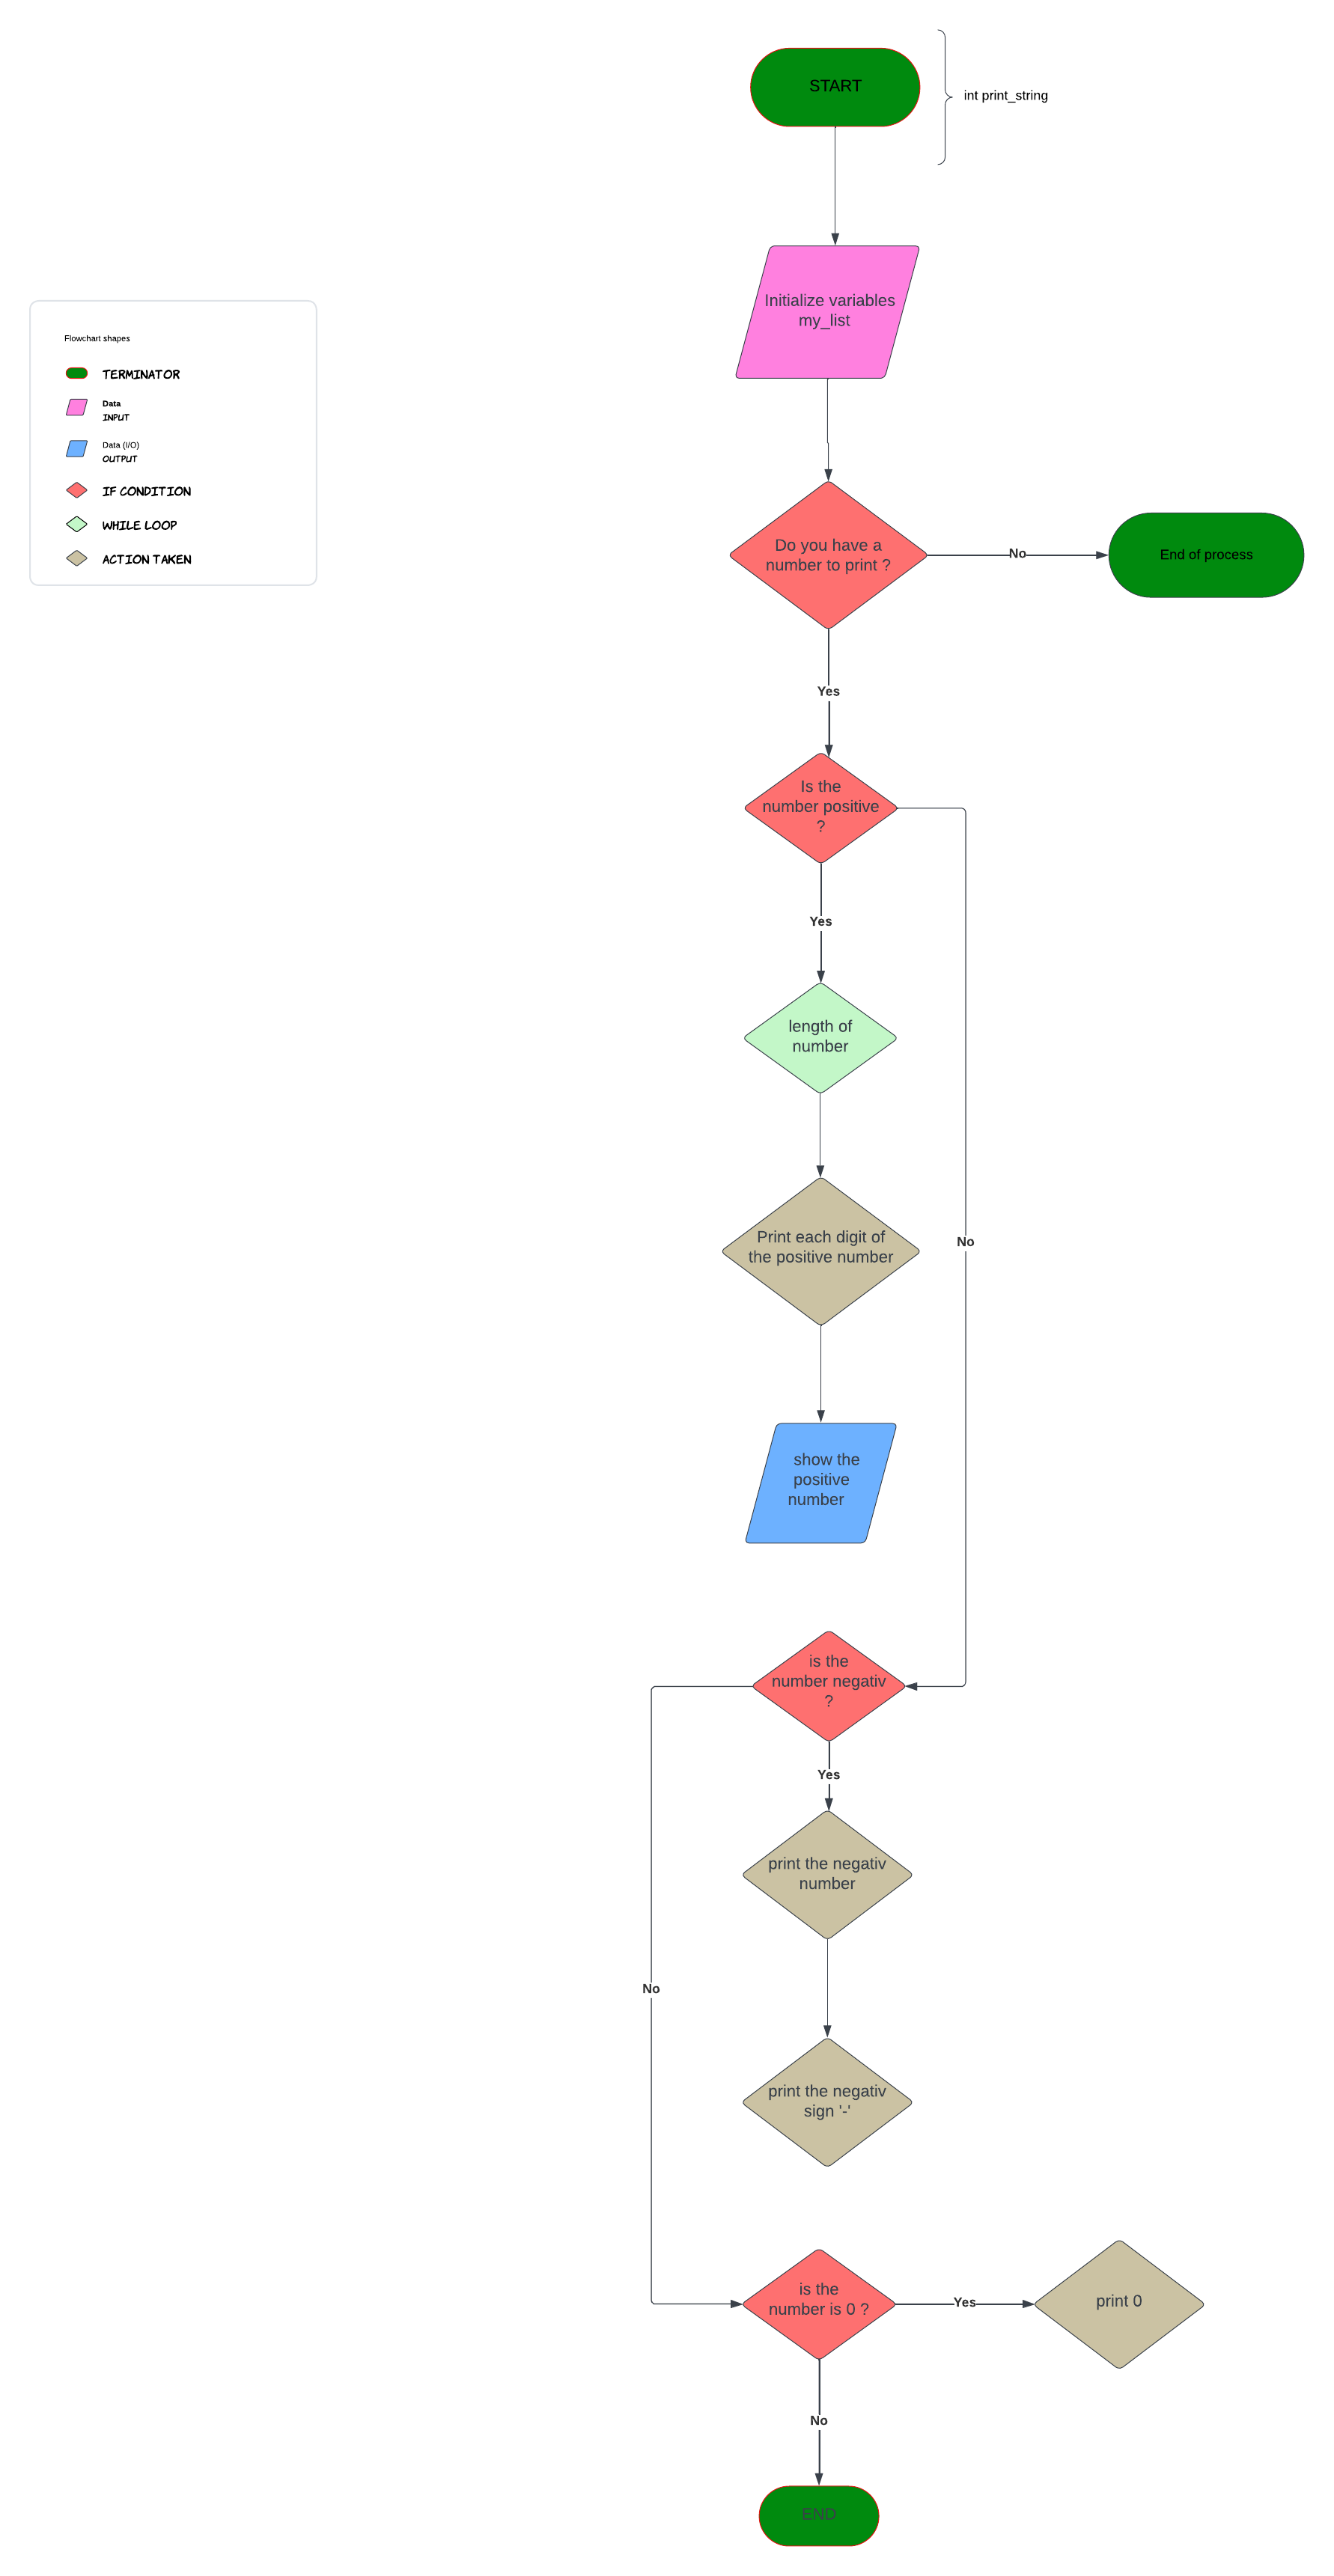 START
int print_string
Initialize variables
my_list
Flowchart shapes
TERMINATOR
Data
INPUT
Data (I/O)
OUTPUT
IF CONDITION
WHILE LOOP
ACTION TAKEN
Do you have a
number to print ?
No
End of process
Yes
Is the
number positive
?
Yes
length of
number
Print each digit of
the positive number
No
show the
positive
number
is the
number negativ
?
Yes
print the negativ
number
No
print the negativ
sign '-'
is the
number is 0 ?
Yes
print 0
No
END